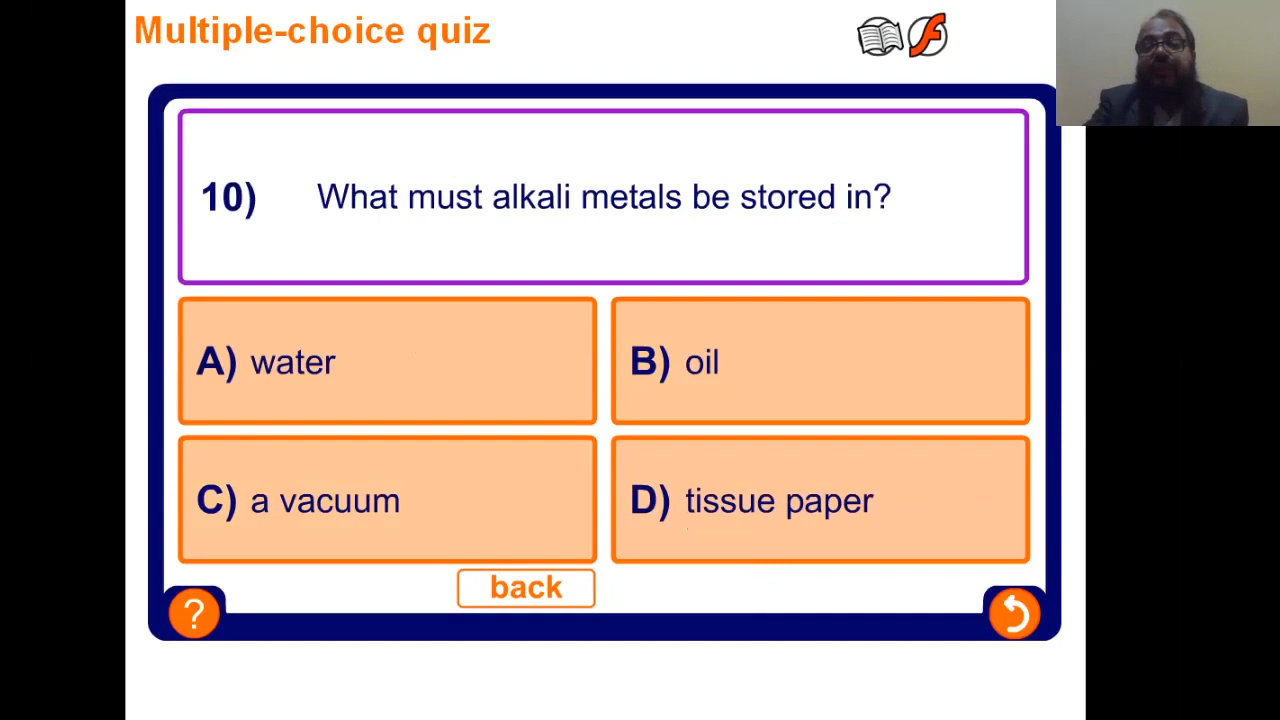 Multiple-choice quiz
10) What must alkali metals be stored in?
A) water
B) oil
C) a vacuum
D) tissue paper
back
?